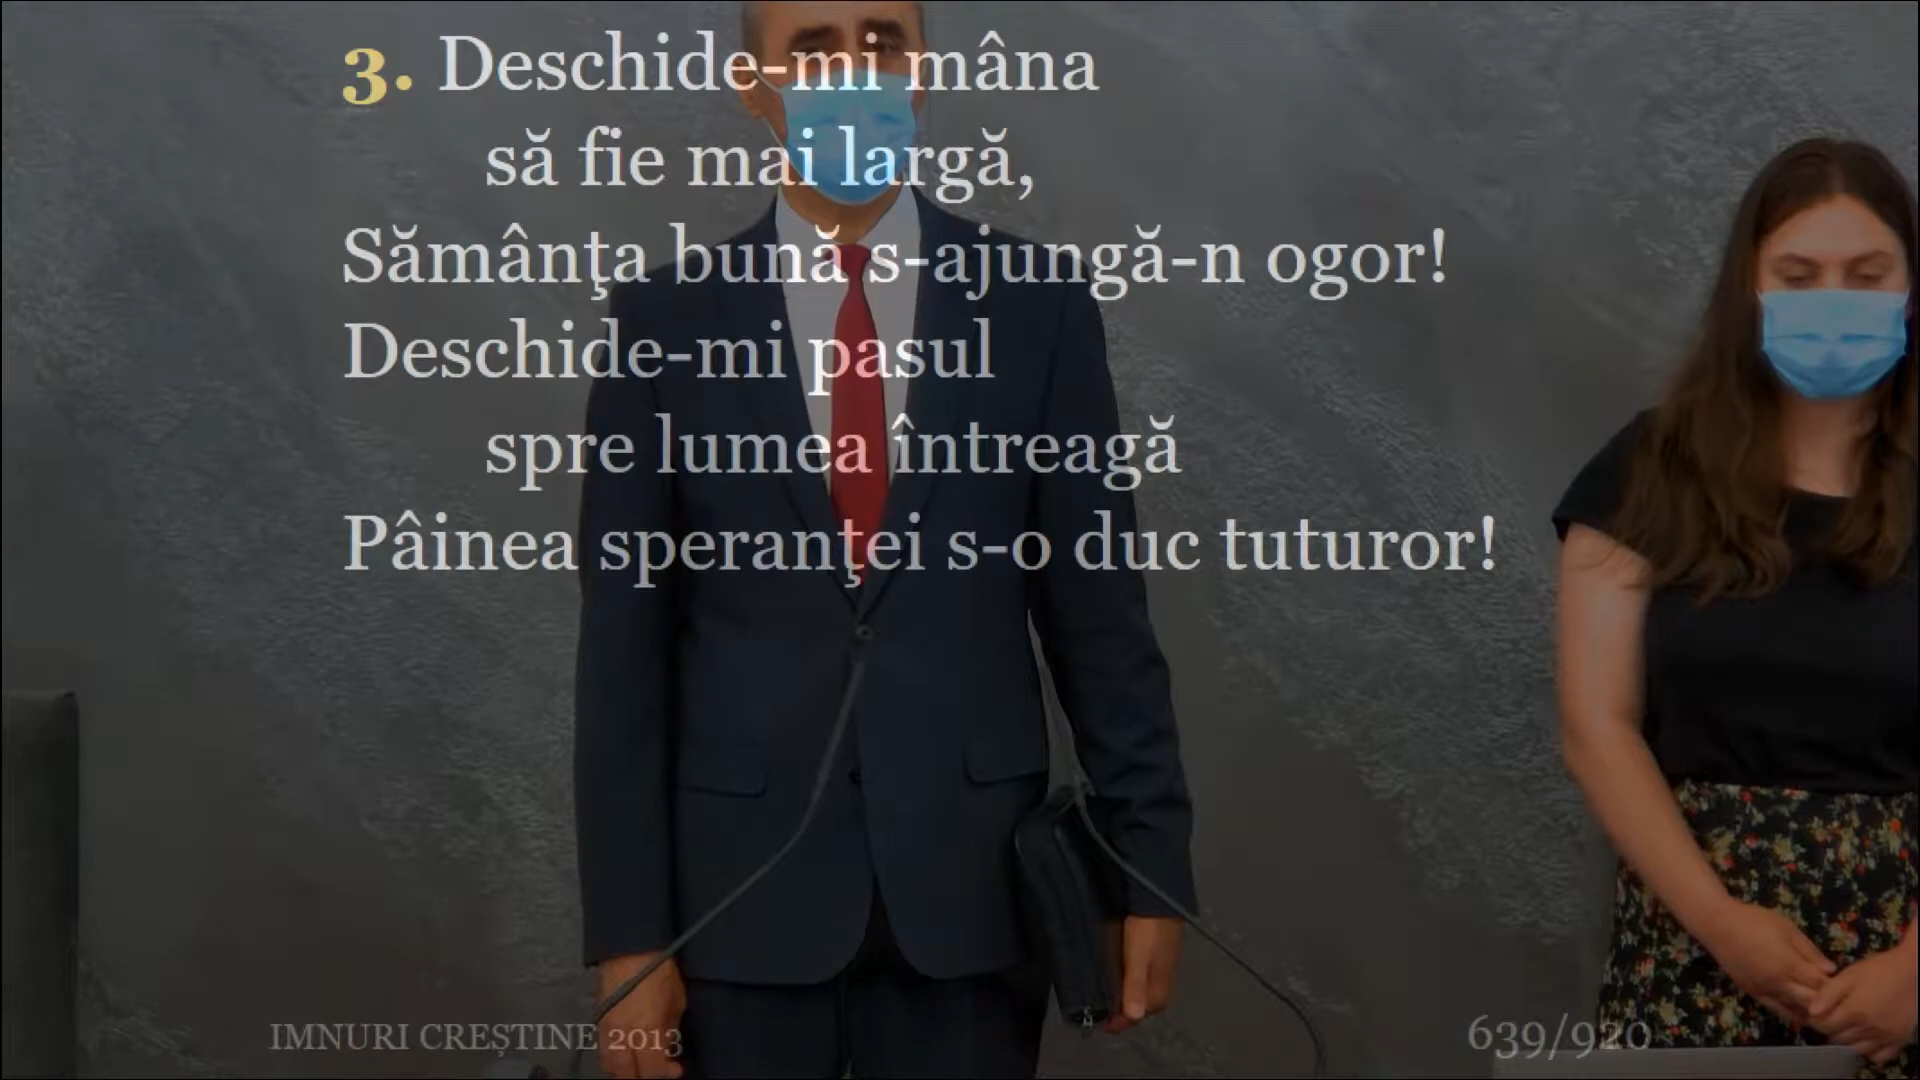 3. Deschide-mi mâna
să fie mai largă,
Sămânţa bună s-ajungă-n ogor!
Deschide-mi pasul
spre lumea întreagă
Pâinea speranţei s-o duc tuturor!
IMNURI CREȘTINE 2013
639/920